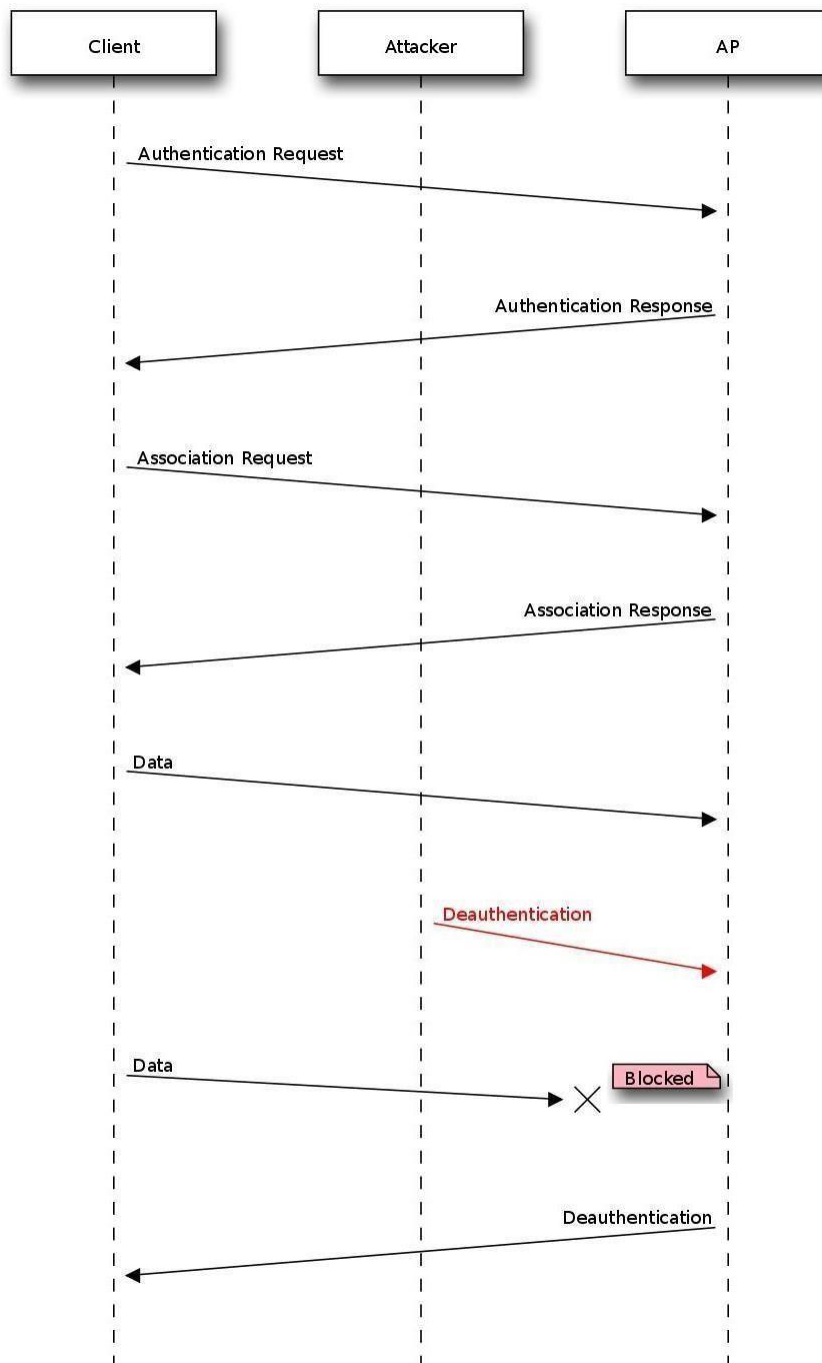 Client
Attacker
AP
Authentication Request
Authentication Response
Association Request
Association Response
Data
Deauthentication
Data
Blocked
Deauthentication